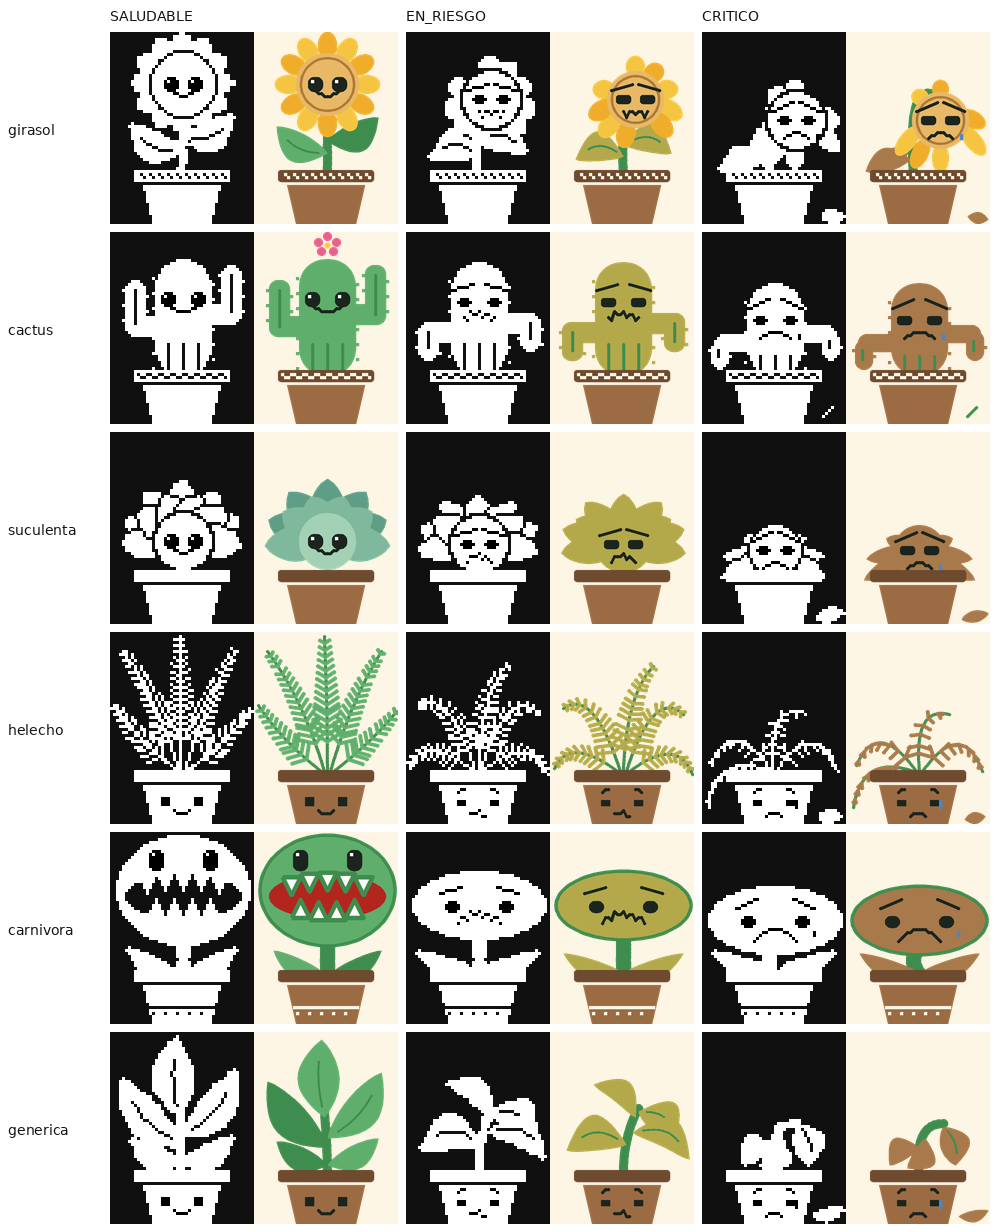 SALUDABLE EN_RIESGO CRITICO
girasol
cactus
suculenta
helecho
carnivora
generica